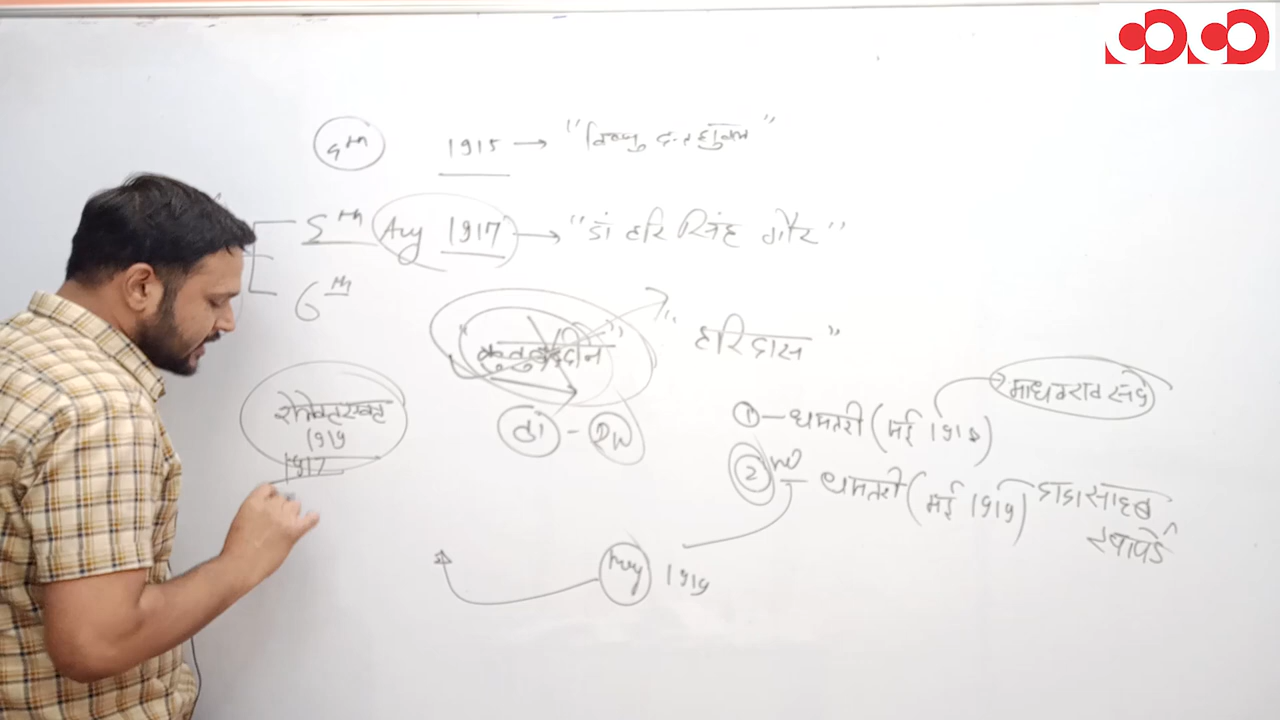 4th 1915 → "विष्णु दत्त शुक्ल"
5th Aug 1917 → "डॉ हरि सिंह गौर"
6th
"हरिदास"
1919
1917
1 - धमतरी (मई 1918) माधवराव सप्रे
2nd - धमतरी (मई 1919) दादा साहब
खापर्डे
Aug 1919